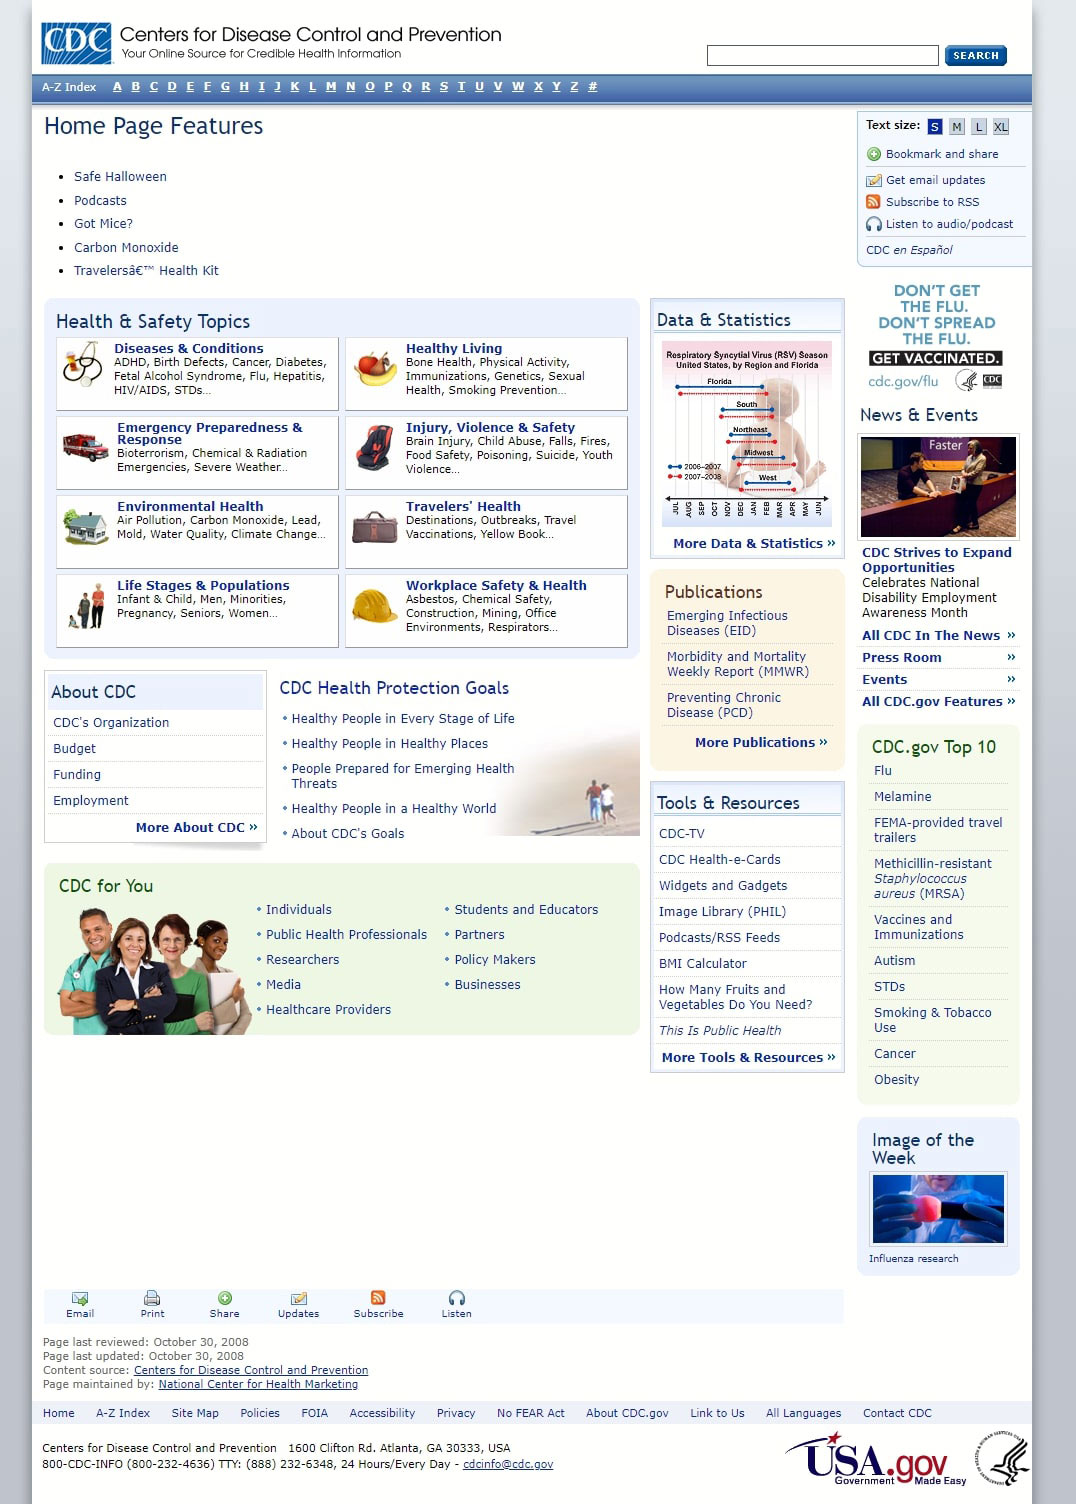 CDC Centers for Disease Control and Prevention
Your Online Source for Credible Health Information
SEARCH
A-Z Index A B C D E F G H I J K L M N O P Q R S T U V W X Y Z #
Home Page Features
Safe Halloween
Podcasts
Got Mice?
Carbon Monoxide
Travelersâ€™ Health Kit
Text size: S M L XL
Bookmark and share
Get email updates
Subscribe to RSS
Listen to audio/podcast
CDC en Español
DON'T GET
THE FLU.
DON'T SPREAD
THE FLU.
GET VACCINATED.
cdc.gov/flu CDC
Health & Safety Topics
Diseases & Conditions
ADHD, Birth Defects, Cancer, Diabetes,
Fetal Alcohol Syndrome, Flu, Hepatitis,
HIV/AIDS, STDs...
Healthy Living
Bone Health, Physical Activity,
Immunizations, Genetics, Sexual
Health, Smoking Prevention...
Emergency Preparedness &
Response
Bioterrorism, Chemical & Radiation
Emergencies, Severe Weather...
Injury, Violence & Safety
Brain Injury, Child Abuse, Falls, Fires,
Food Safety, Poisoning, Suicide, Youth
Violence...
Environmental Health
Air Pollution, Carbon Monoxide, Lead,
Mold, Water Quality, Climate Change...
Travelers' Health
Destinations, Outbreaks, Travel
Vaccinations, Yellow Book...
Life Stages & Populations
Infant & Child, Men, Minorities,
Pregnancy, Seniors, Women...
Workplace Safety & Health
Asbestos, Chemical Safety,
Construction, Mining, Office
Environments, Respirators...
About CDC
CDC's Organization
Budget
Funding
Employment
More About CDC »
CDC Health Protection Goals
Healthy People in Every Stage of Life
Healthy People in Healthy Places
People Prepared for Emerging Health
Threats
Healthy People in a Healthy World
About CDC's Goals
CDC for You
Individuals
Public Health Professionals
Researchers
Media
Healthcare Providers
Students and Educators
Partners
Policy Makers
Businesses
Data & Statistics
Respiratory Syncytial Virus (RSV) Season
United States, by Region and Florida
Florida
South
Northeast
Midwest
West
2006–2007
2007–2008
JUL AUG SEP OCT NOV DEC JAN FEB MAR APR MAY JUN
More Data & Statistics »
Publications
Emerging Infectious
Diseases (EID)
Morbidity and Mortality
Weekly Report (MMWR)
Preventing Chronic
Disease (PCD)
More Publications »
Tools & Resources
CDC-TV
CDC Health-e-Cards
Widgets and Gadgets
Image Library (PHIL)
Podcasts/RSS Feeds
BMI Calculator
How Many Fruits and
Vegetables Do You Need?
This Is Public Health
More Tools & Resources »
News & Events
Faster
CDC Strives to Expand
Opportunities
Celebrates National
Disability Employment
Awareness Month
All CDC In The News »
Press Room »
Events »
All CDC.gov Features »
CDC.gov Top 10
Flu
Melamine
FEMA-provided travel
trailers
Methicillin-resistant
Staphylococcus
aureus (MRSA)
Vaccines and
Immunizations
Autism
STDs
Smoking & Tobacco
Use
Cancer
Obesity
Image of the
Week
Influenza research
Email Print Share Updates Subscribe Listen
Page last reviewed: October 30, 2008
Page last updated: October 30, 2008
Content source: Centers for Disease Control and Prevention
Page maintained by: National Center for Health Marketing
Home A-Z Index Site Map Policies FOIA Accessibility Privacy No FEAR Act About CDC.gov Link to Us All Languages Contact CDC
Centers for Disease Control and Prevention 1600 Clifton Rd. Atlanta, GA 30333, USA
800-CDC-INFO (800-232-4636) TTY: (888) 232-6348, 24 Hours/Every Day - cdcinfo@cdc.gov
USA.gov
Government Made Easy